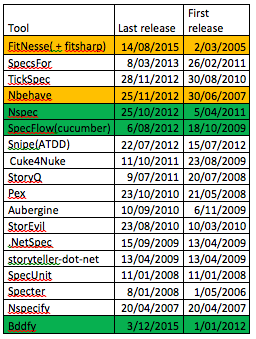 Tool Last release First release
FitNesse( + fitsharp) 14/08/2015 2/03/2005
SpecsFor 8/03/2013 26/02/2011
TickSpec 28/11/2012 30/08/2010
Nbehave 25/11/2012 30/06/2007
Nspec 25/10/2012 5/04/2011
SpecFlow(cucumber) 6/08/2012 18/10/2009
Snipe(ATDD) 22/07/2012 15/07/2012
Cuke4Nuke 11/10/2011 23/08/2009
StoryQ 9/07/2011 20/07/2008
Pex 23/10/2010 21/05/2008
Aubergine 10/09/2010 6/11/2009
StorEvil 23/08/2010 10/03/2010
.NetSpec 15/09/2009 13/04/2009
storyteller-dot-net 13/04/2009 13/04/2009
SpecUnit 11/01/2008 11/01/2008
Specter 8/01/2008 1/05/2006
Nspecify 20/04/2007 20/04/2007
Bddfy 3/12/2015 1/01/2012